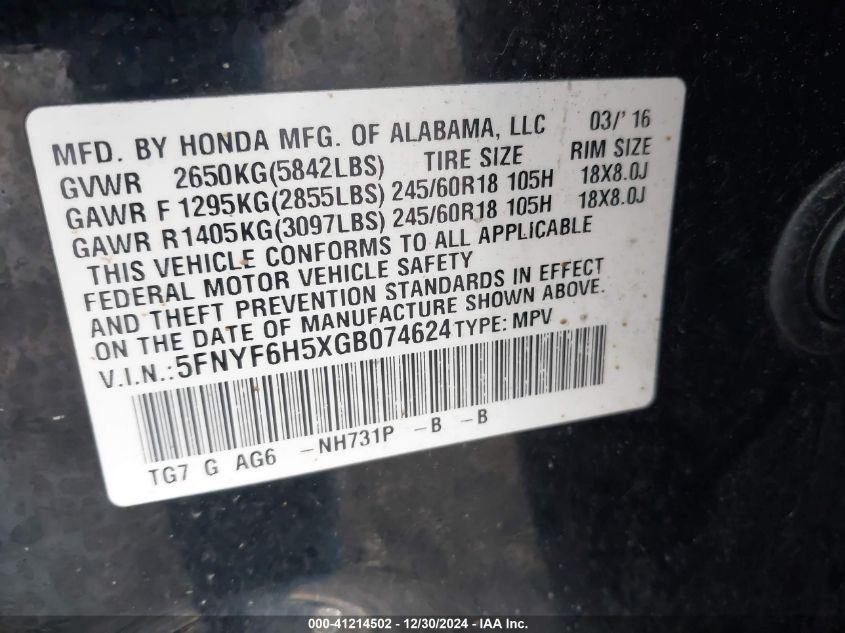 MFD. BY HONDA MFG. OF ALABAMA, LLC 03/'16
GVWR 2650KG(5842LBS) TIRE SIZE RIM SIZE
GAWR F 1295KG(2855LBS) 245/60R18 105H 18X8.0J
GAWR R 1405KG(3097LBS) 245/60R18 105H 18X8.0J
THIS VEHICLE CONFORMS TO ALL APPLICABLE
FEDERAL MOTOR VEHICLE SAFETY
AND THEFT PREVENTION STANDARDS IN EFFECT
ON THE DATE OF MANUFACTURE SHOWN ABOVE.
V.I.N.:5FNYF6H5XGB074624 TYPE: MPV
TG7 G AG6 -NH731P -B -B
000-41214502 - 12/30/2024 - IAA Inc.